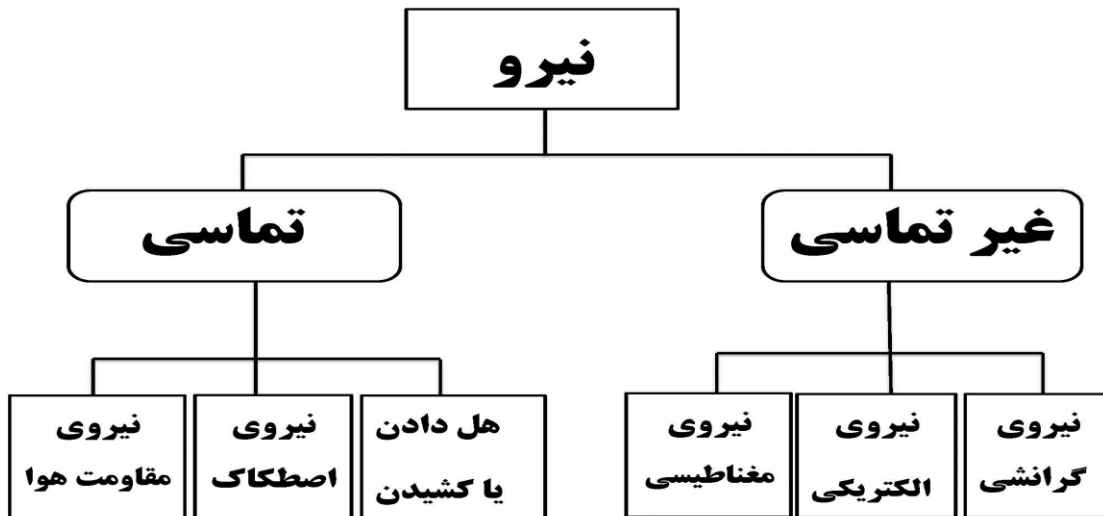 نیرو
غیر تماسی
تماسی
نیروی
گرانشی
نیروی
الکتریکی
نیروی
مغناطیسی
هل دادن
یا کشیدن
نیروی
اصطکاک
نیروی
مقاومت هوا